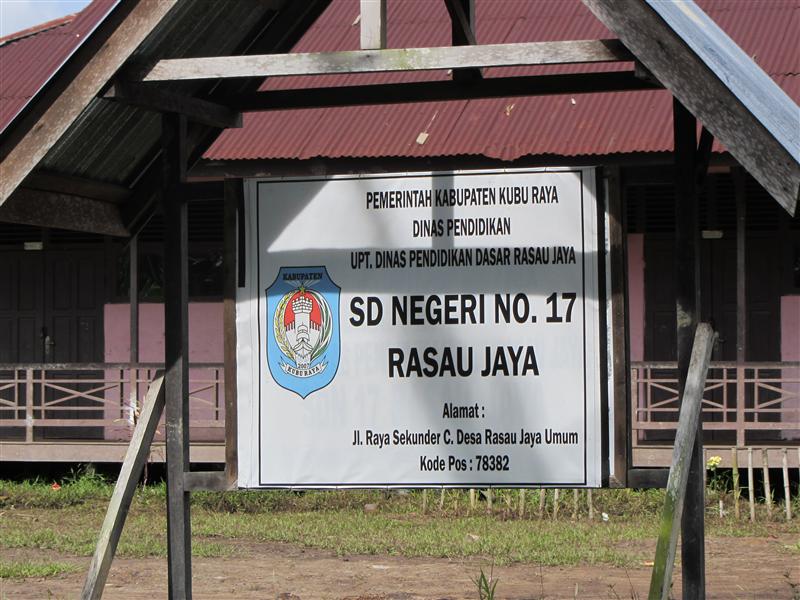 PEMERINTAH KABUPATEN KUBU RAYA
DINAS PENDIDIKAN
UPT. DINAS PENDIDIKAN DASAR RASAU JAYA
KABUPATEN
2007
KUBU RAYA
SD NEGERI NO. 17
RASAU JAYA
Alamat :
Jl. Raya Sekunder C. Desa Rasau Jaya Umum
Kode Pos : 78382